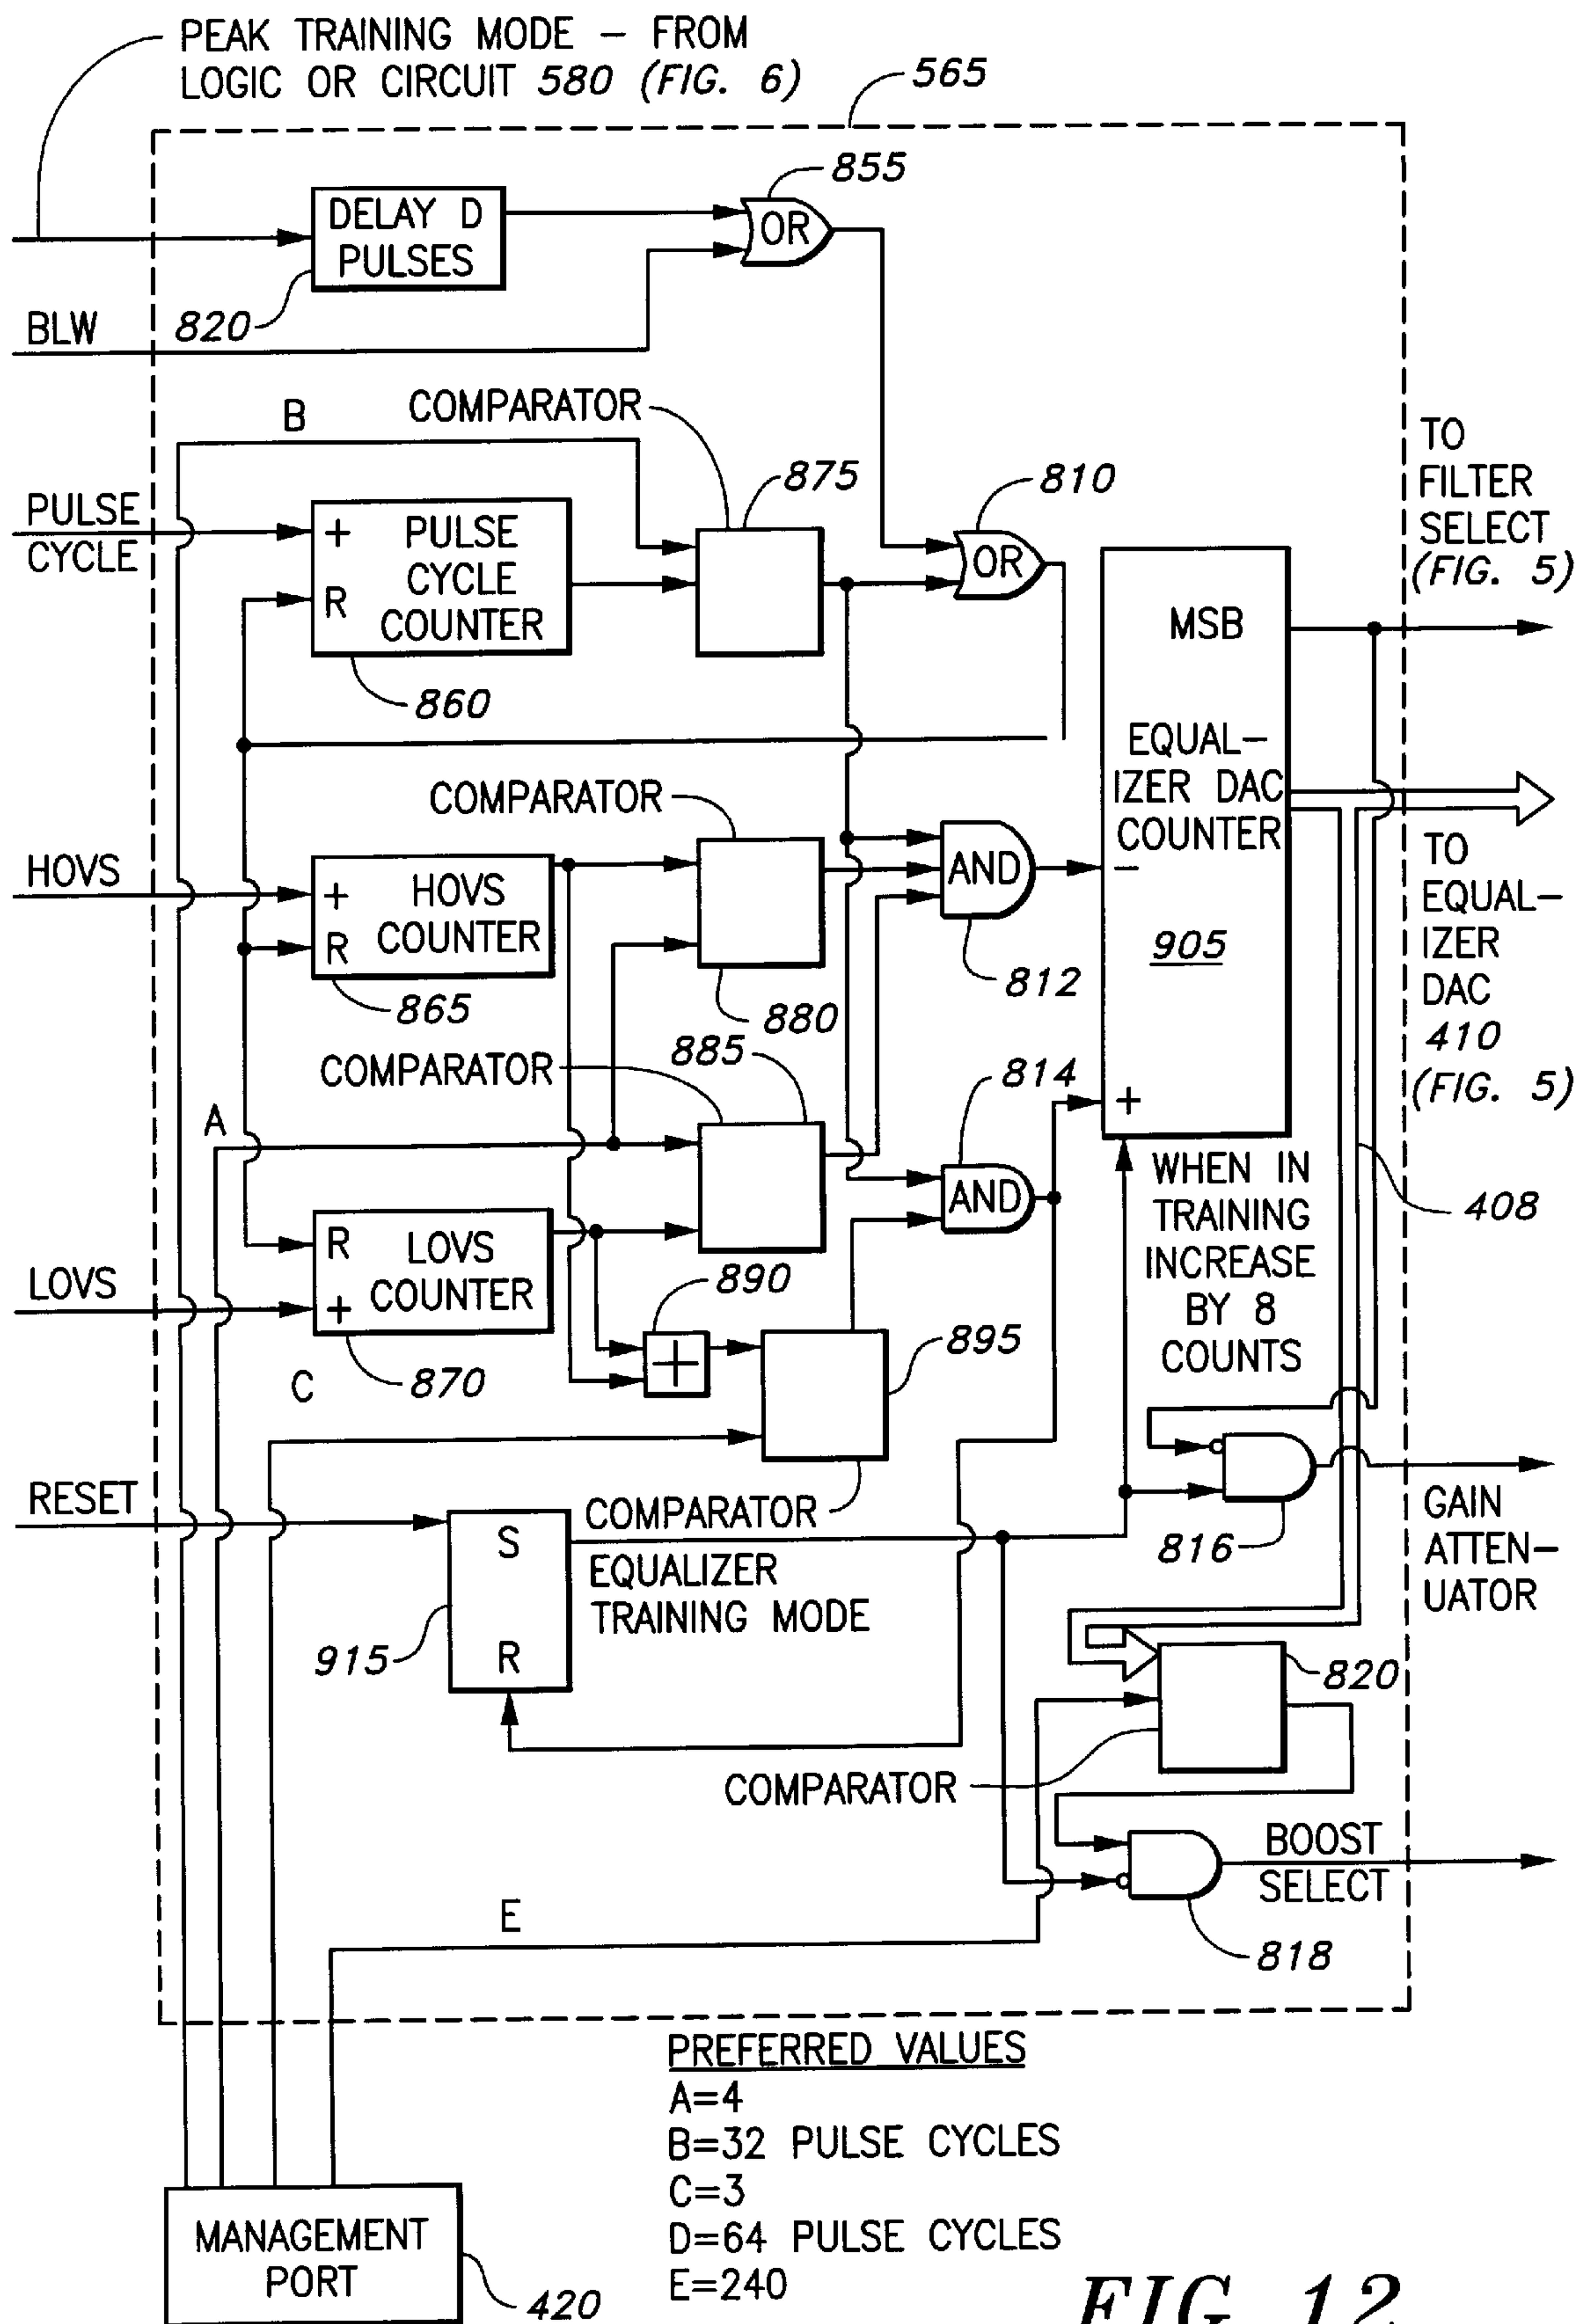 PEAK TRAINING MODE – FROM
LOGIC OR CIRCUIT 580 (FIG. 6)
565
855
DELAY D
PULSES
OR
820
BLW
COMPARATOR
B
875
810
TO
FILTER
SELECT
(FIG. 5)
PULSE
CYCLE
+
PULSE
CYCLE
COUNTER
R
OR
MSB
860
EQUAL–
IZER DAC
COUNTER
COMPARATOR
HOVS
+
HOVS
COUNTER
R
AND
–
905
TO
EQUAL–
IZER
DAC
410
(FIG. 5)
865
880
812
885
COMPARATOR
814
+
A
WHEN IN
TRAINING
INCREASE
BY 8
COUNTS
408
AND
R
LOVS
COUNTER
+
LOVS
890
+
895
C
870
RESET
COMPARATOR
S
R
EQUALIZER
TRAINING MODE
915
816
GAIN
ATTEN–
UATOR
820
COMPARATOR
BOOST
SELECT
E
818
PREFERRED VALUES
A=4
B=32 PULSE CYCLES
C=3
D=64 PULSE CYCLES
E=240
MANAGEMENT
PORT
420
FIG. 12